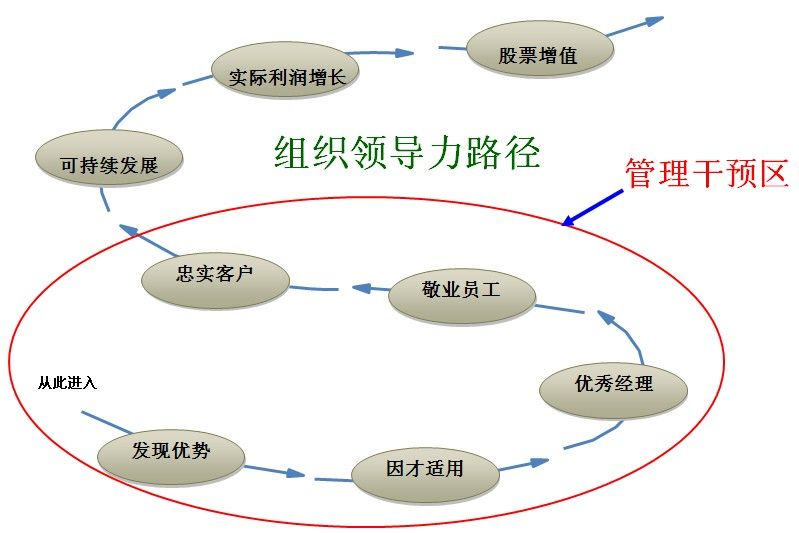 股票增值
实际利润增长
组织领导力路径
可持续发展
管理干预区
忠实客户
敬业员工
从此进入
优秀经理
发现优势
因才适用